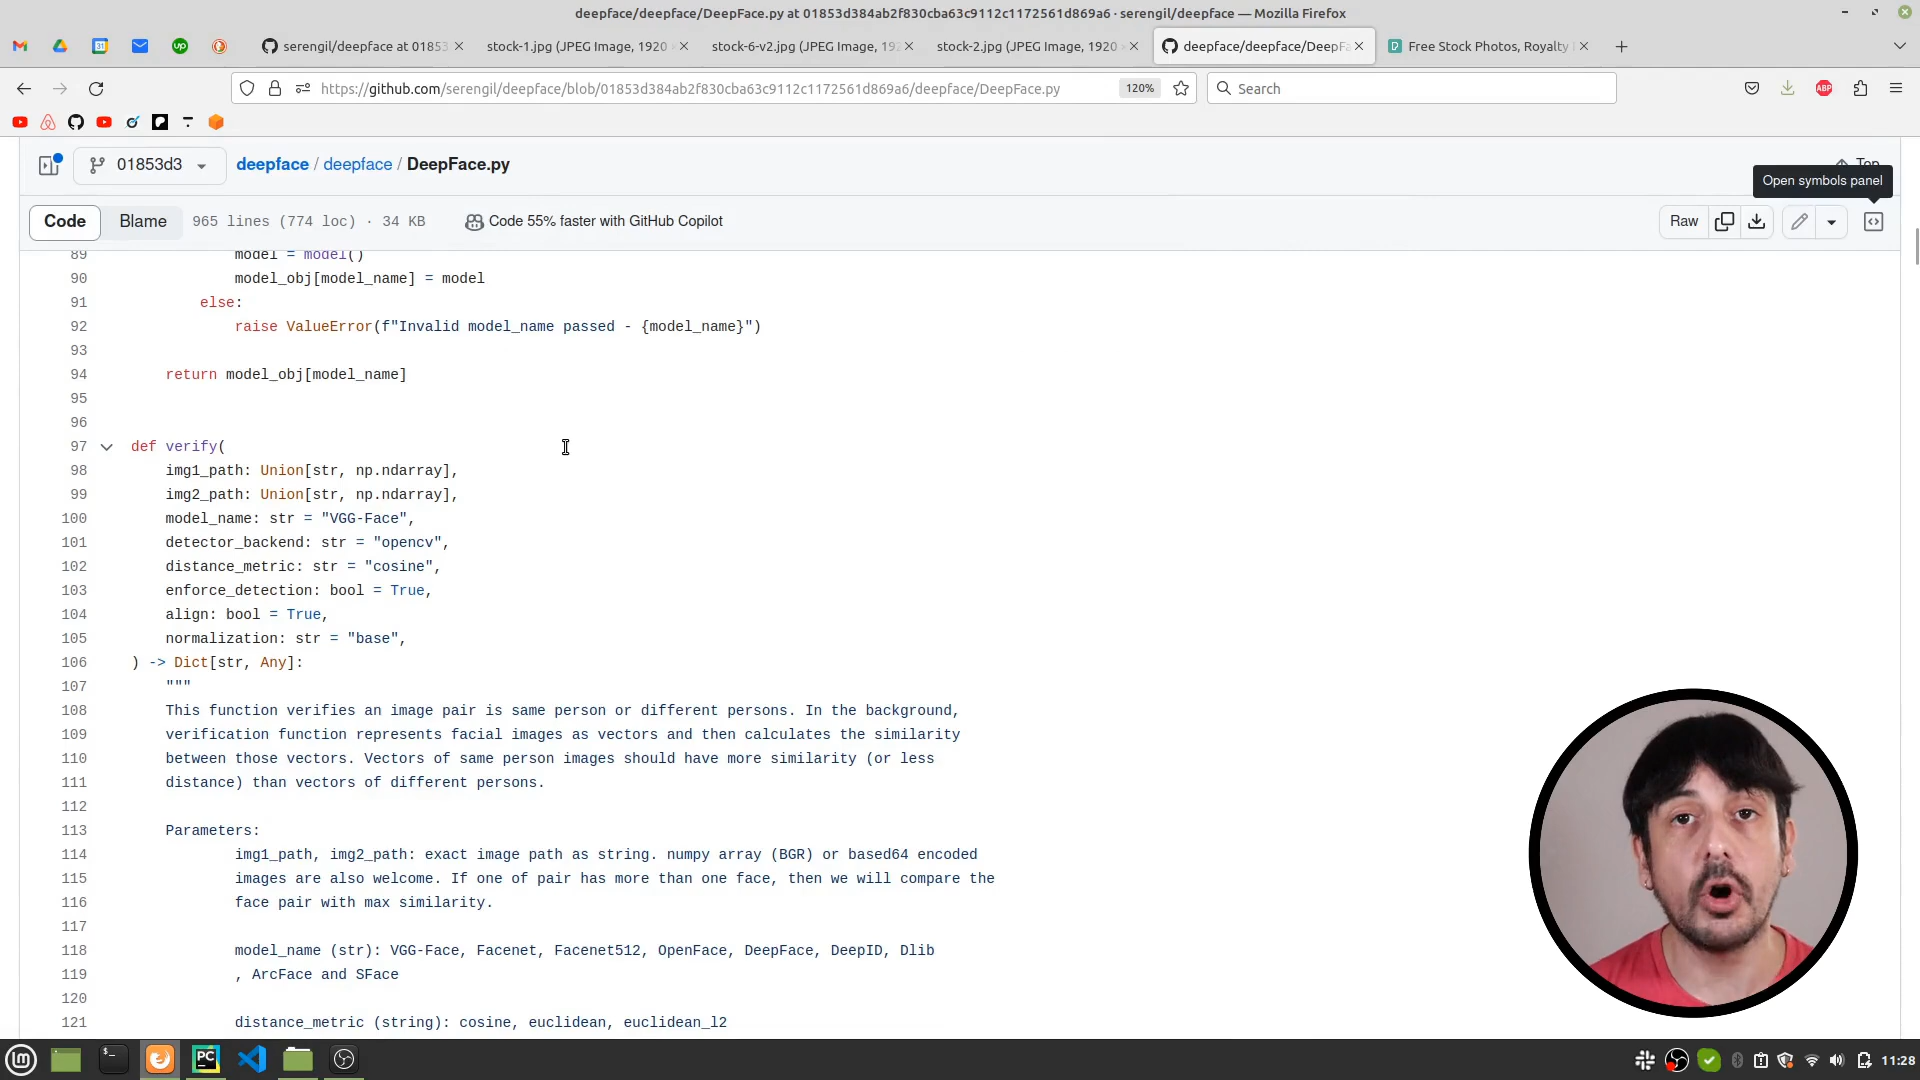 deepface/deepface/DeepFace.py at 01853d384ab2f830cba63c9112c1172561d869a6 · serengil/deepface — Mozilla Firefox
serengil/deepface at 01853
stock-1.jpg (JPEG Image, 1920
stock-6-v2.jpg (JPEG Image, 192
stock-2.jpg (JPEG Image, 1920
deepface/deepface/DeepFa
Free Stock Photos, Royalty
https://github.com/serengil/deepface/blob/01853d384ab2f830cba63c9112c1172561d869a6/deepface/DeepFace.py
120%
Search
ABP
01853d3
deepface / deepface / DeepFace.py
Top
Open symbols panel
Code
Blame
965 lines (774 loc) · 34 KB
Code 55% faster with GitHub Copilot
Raw
89 model = model()
90 model_obj[model_name] = model
91 else:
92 raise ValueError(f"Invalid model_name passed - {model_name}")
93
94 return model_obj[model_name]
95
96
97 def verify(
98 img1_path: Union[str, np.ndarray],
99 img2_path: Union[str, np.ndarray],
100 model_name: str = "VGG-Face",
101 detector_backend: str = "opencv",
102 distance_metric: str = "cosine",
103 enforce_detection: bool = True,
104 align: bool = True,
105 normalization: str = "base",
106 ) -> Dict[str, Any]:
107 """
108 This function verifies an image pair is same person or different persons. In the background,
109 verification function represents facial images as vectors and then calculates the similarity
110 between those vectors. Vectors of same person images should have more similarity (or less
111 distance) than vectors of different persons.
112
113 Parameters:
114 img1_path, img2_path: exact image path as string. numpy array (BGR) or based64 encoded
115 images are also welcome. If one of pair has more than one face, then we will compare the
116 face pair with max similarity.
117
118 model_name (str): VGG-Face, Facenet, Facenet512, OpenFace, DeepFace, DeepID, Dlib
119 , ArcFace and SFace
120
121 distance_metric (string): cosine, euclidean, euclidean_l2
11:28